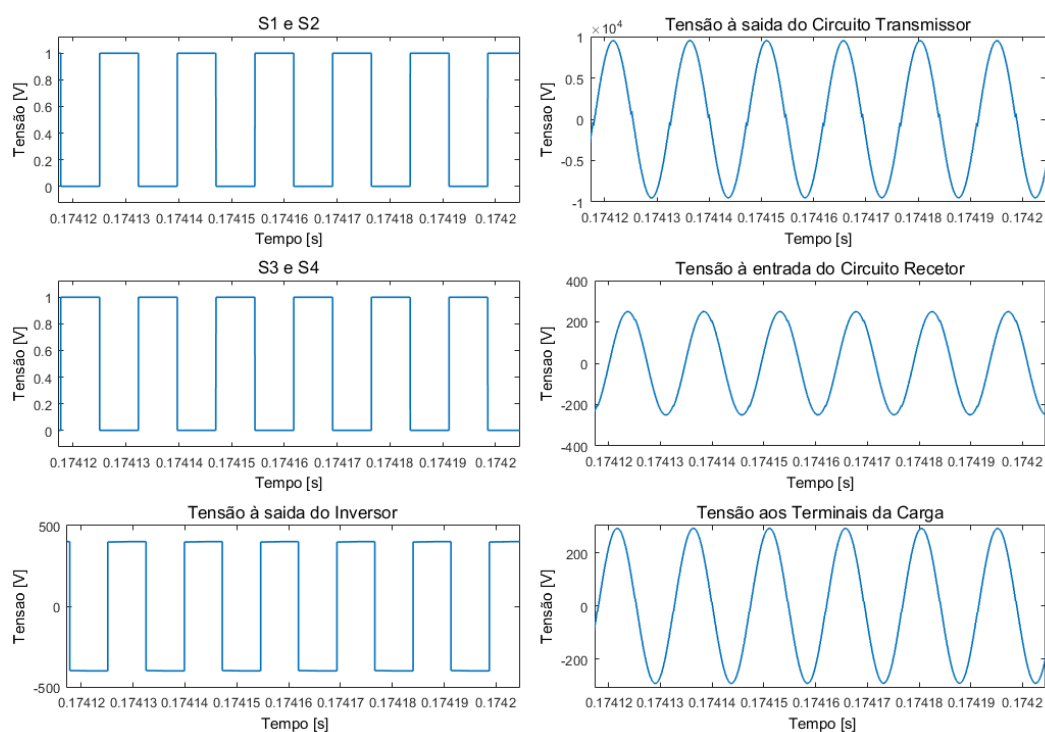 S1 e S2
Tensão [V]
1
0.8
0.6
0.4
0.2
0
0.17412 0.17413 0.17414 0.17415 0.17416 0.17417 0.17418 0.17419 0.1742
Tempo [s]
Tensão à saida do Circuito Transmissor
× 10⁴
Tensao [V]
1
0.5
0
-0.5
-1
0.17412 0.17413 0.17414 0.17415 0.17416 0.17417 0.17418 0.17419 0.1742
Tempo [s]
S3 e S4
Tensão [V]
1
0.8
0.6
0.4
0.2
0
0.17412 0.17413 0.17414 0.17415 0.17416 0.17417 0.17418 0.17419 0.1742
Tempo [s]
Tensão à entrada do Circuito Recetor
Tensao [V]
400
200
0
-200
-400
0.17412 0.17413 0.17414 0.17415 0.17416 0.17417 0.17418 0.17419 0.1742
Tempo [s]
Tensão à saida do Inversor
Tensao [V]
500
0
-500
0.17412 0.17413 0.17414 0.17415 0.17416 0.17417 0.17418 0.17419 0.1742
Tempo [s]
Tensão aos Terminais da Carga
Tensão [V]
200
0
-200
0.17412 0.17413 0.17414 0.17415 0.17416 0.17417 0.17418 0.17419 0.1742
Tempo [s]